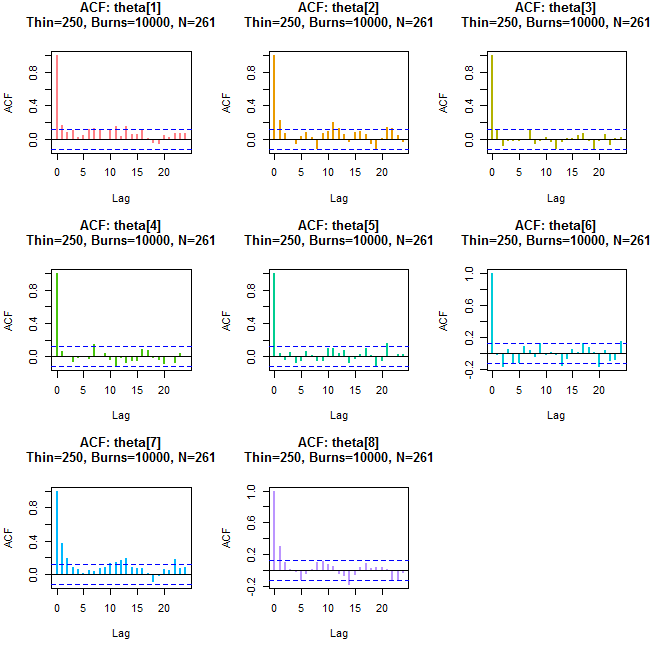 ACF: theta[1]
Thin=250, Burns=10000, N=261
ACF
0.0 0.4 0.8
0 5 10 15 20
Lag
ACF: theta[2]
Thin=250, Burns=10000, N=261
ACF
0.0 0.4 0.8
0 5 10 15 20
Lag
ACF: theta[3]
Thin=250, Burns=10000, N=261
ACF
0.0 0.4 0.8
0 5 10 15 20
Lag
ACF: theta[4]
Thin=250, Burns=10000, N=261
ACF
0.0 0.4 0.8
0 5 10 15 20
Lag
ACF: theta[5]
Thin=250, Burns=10000, N=261
ACF
0.0 0.4 0.8
0 5 10 15 20
Lag
ACF: theta[6]
Thin=250, Burns=10000, N=261
ACF
-0.2 0.2 0.6 1.0
0 5 10 15 20
Lag
ACF: theta[7]
Thin=250, Burns=10000, N=261
ACF
0.0 0.4 0.8
0 5 10 15 20
Lag
ACF: theta[8]
Thin=250, Burns=10000, N=261
ACF
-0.2 0.2 0.6 1.0
0 5 10 15 20
Lag